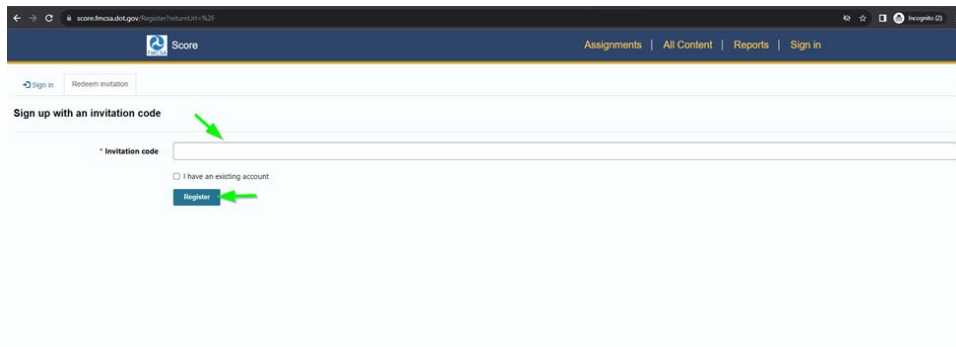 score.fmcsa.dot.gov/Register?returnUrl=%2F Incognito (2)
FMCSA Score Assignments | All Content | Reports | Sign in
Sign in Redeem invitation
Sign up with an invitation code
* Invitation code
I have an existing account
Register